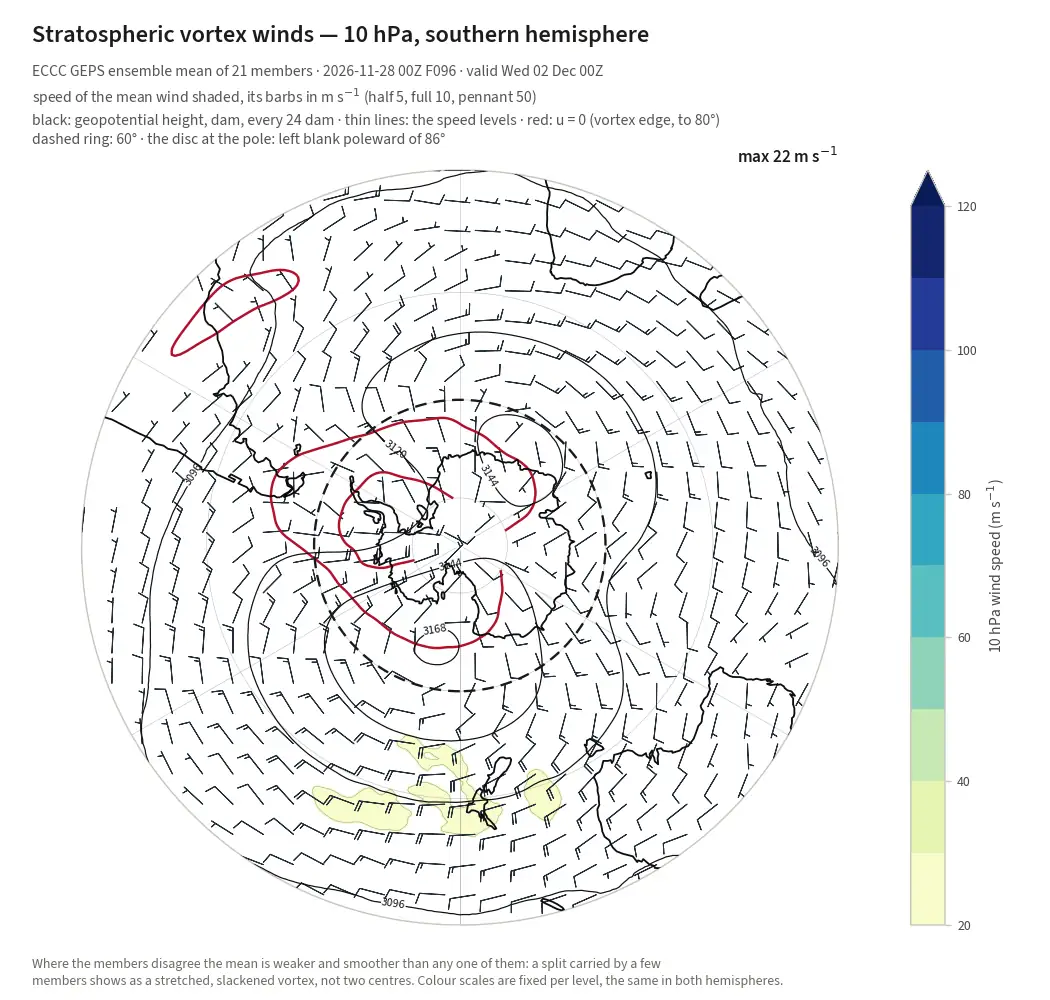 Stratospheric vortex winds — 10 hPa, southern hemisphere
ECCC GEPS ensemble mean of 21 members · 2026-11-28 00Z F096 · valid Wed 02 Dec 00Z
speed of the mean wind shaded, its barbs in m s⁻¹ (half 5, full 10, pennant 50)
black: geopotential height, dam, every 24 dam · thin lines: the speed levels · red: u = 0 (vortex edge, to 80°)
dashed ring: 60° · the disc at the pole: left blank poleward of 86°
max 22 m s⁻¹
120
100
80
60
40
20
10 hPa wind speed (m s⁻¹)
3120
3144
3096
3096
3144
3168
3096
Where the members disagree the mean is weaker and smoother than any one of them: a split carried by a few
members shows as a stretched, slackened vortex, not two centres. Colour scales are fixed per level, the same in both hemispheres.